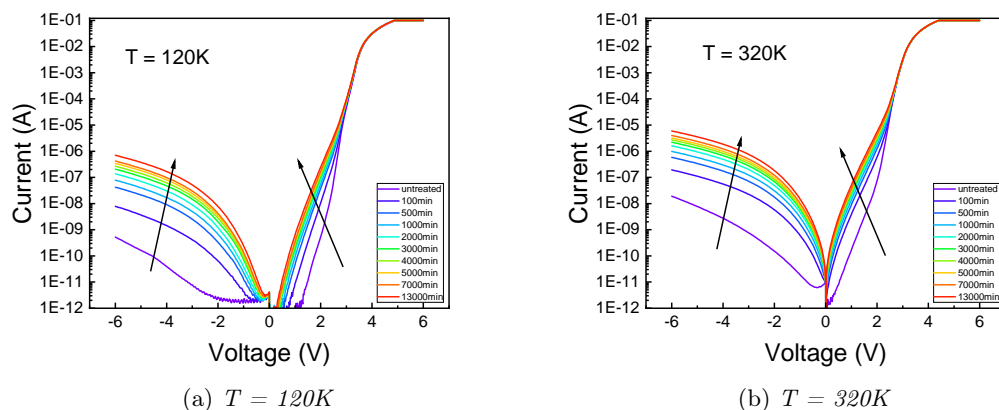 T = 120K
Current (A)
1E-01
1E-02
1E-03
1E-04
1E-05
1E-06
1E-07
1E-08
1E-09
1E-10
1E-11
1E-12
untreated
100min
500min
1000min
2000min
3000min
4000min
5000min
7000min
13000min
-6
-4
-2
0
2
4
6
Voltage (V)
(a) T = 120K
T = 320K
Current (A)
1E-01
1E-02
1E-03
1E-04
1E-05
1E-06
1E-07
1E-08
1E-09
1E-10
1E-11
1E-12
untreated
100min
500min
1000min
2000min
3000min
4000min
5000min
7000min
13000min
-6
-4
-2
0
2
4
6
Voltage (V)
(b) T = 320K